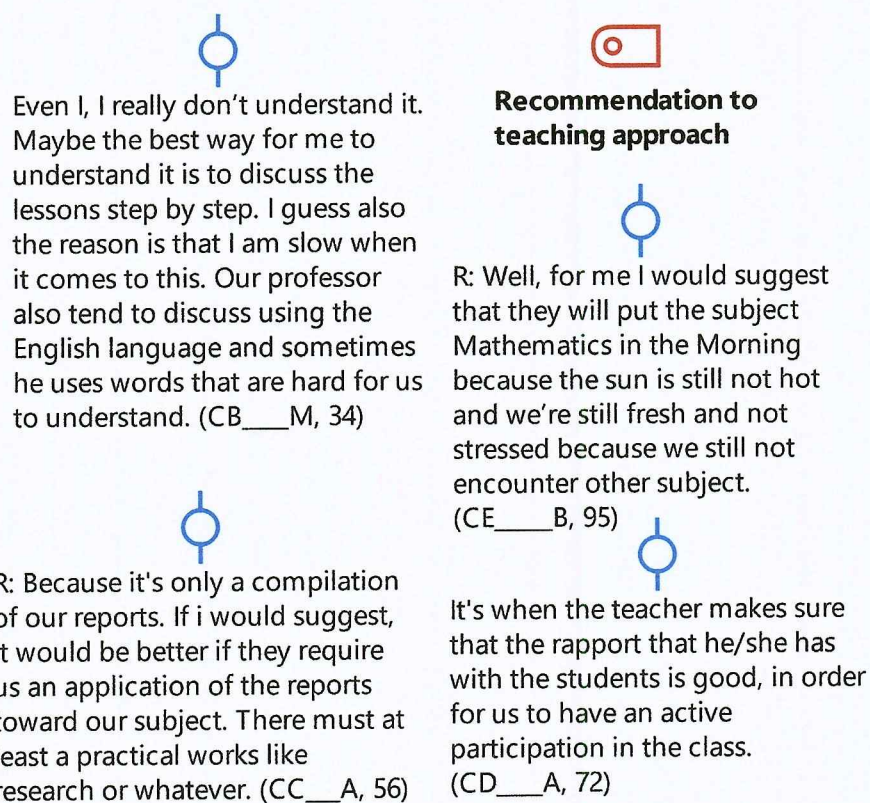 Even I, I really don't understand it.
Maybe the best way for me to
understand it is to discuss the
lessons step by step. I guess also
the reason is that I am slow when
it comes to this. Our professor
also tend to discuss using the
English language and sometimes
he uses words that are hard for us
to understand. (CB___M, 34)
R: Because it's only a compilation
of our reports. If i would suggest,
it would be better if they require
us an application of the reports
toward our subject. There must at
least a practical works like
research or whatever. (CC___A, 56)
Recommendation to
teaching approach
R: Well, for me I would suggest
that they will put the subject
Mathematics in the Morning
because the sun is still not hot
and we're still fresh and not
stressed because we still not
encounter other subject.
(CE____B, 95)
It's when the teacher makes sure
that the rapport that he/she has
with the students is good, in order
for us to have an active
participation in the class.
(CD___A, 72)